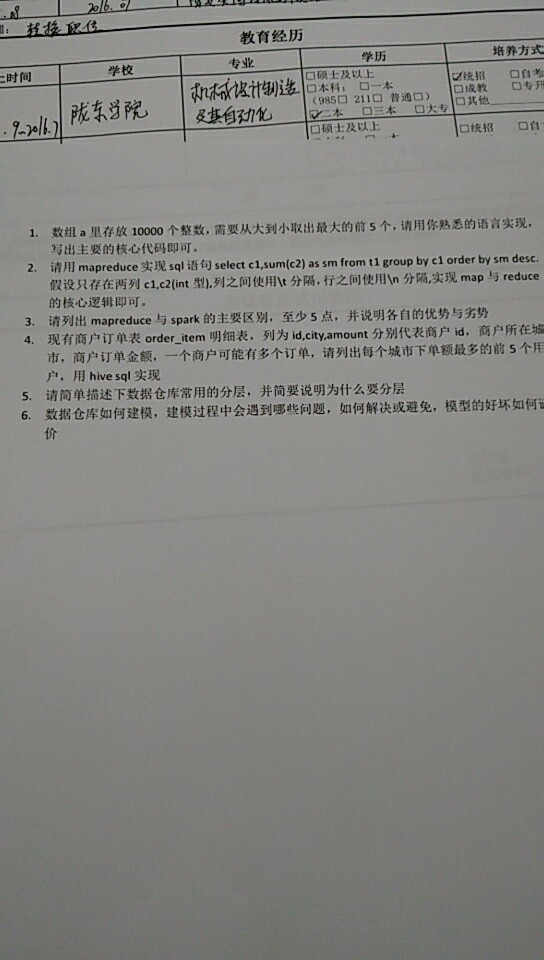 2016.07
转换职位
教育经历
止时间 学校 专业 学历 培养方式
□硕士及以上
□本科: □一本
(985□ 211□ 普通□)
☑二本 □三本 □大专
☑统招 □自考
□成教 □专升
□其他
.9-2016.7 陇东学院 机械设计制造
及其自动化
□硕士及以上 □统招 □自
1. 数组 a 里存放 10000 个整数,需要从大到小取出最大的前 5 个,请用你熟悉的语言实现,
写出主要的核心代码即可。
2. 请用 mapreduce 实现 sql 语句 select c1,sum(c2) as sm from t1 group by c1 order by sm desc.
假设只存在两列 c1,c2(int 型),列之间使用\t 分隔,行之间使用\n 分隔,实现 map 与 reduce
的核心逻辑即可。
3. 请列出 mapreduce 与 spark 的主要区别,至少 5 点,并说明各自的优势与劣势
4. 现有商户订单表 order_item 明细表,列为 id,city,amount 分别代表商户 id,商户所在城
市,商户订单金额,一个商户可能有多个订单,请列出每个城市下单额最多的前 5 个用
户,用 hive sql 实现
5. 请简单描述下数据仓库常用的分层,并简要说明为什么要分层
6. 数据仓库如何建模,建模过程中会遇到哪些问题,如何解决或避免,模型的好坏如何
价